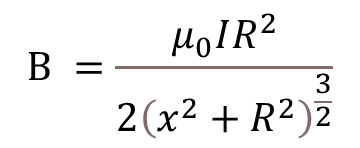 B = μ₀IR² / 2(x² + R²)^(3/2)